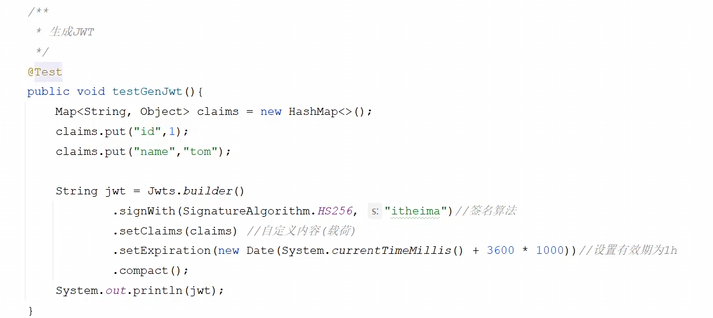 /**
 * 生成JWT
 */
@Test
public void testGenJwt(){
    Map<String, Object> claims = new HashMap<>();
    claims.put("id",1);
    claims.put("name","tom");

    String jwt = Jwts.builder()
            .signWith(SignatureAlgorithm.HS256, s: "itheima")//签名算法
            .setClaims(claims) //自定义内容(载荷)
            .setExpiration(new Date(System.currentTimeMillis() + 3600 * 1000))//设置有效期为1h
            .compact();
    System.out.println(jwt);
}